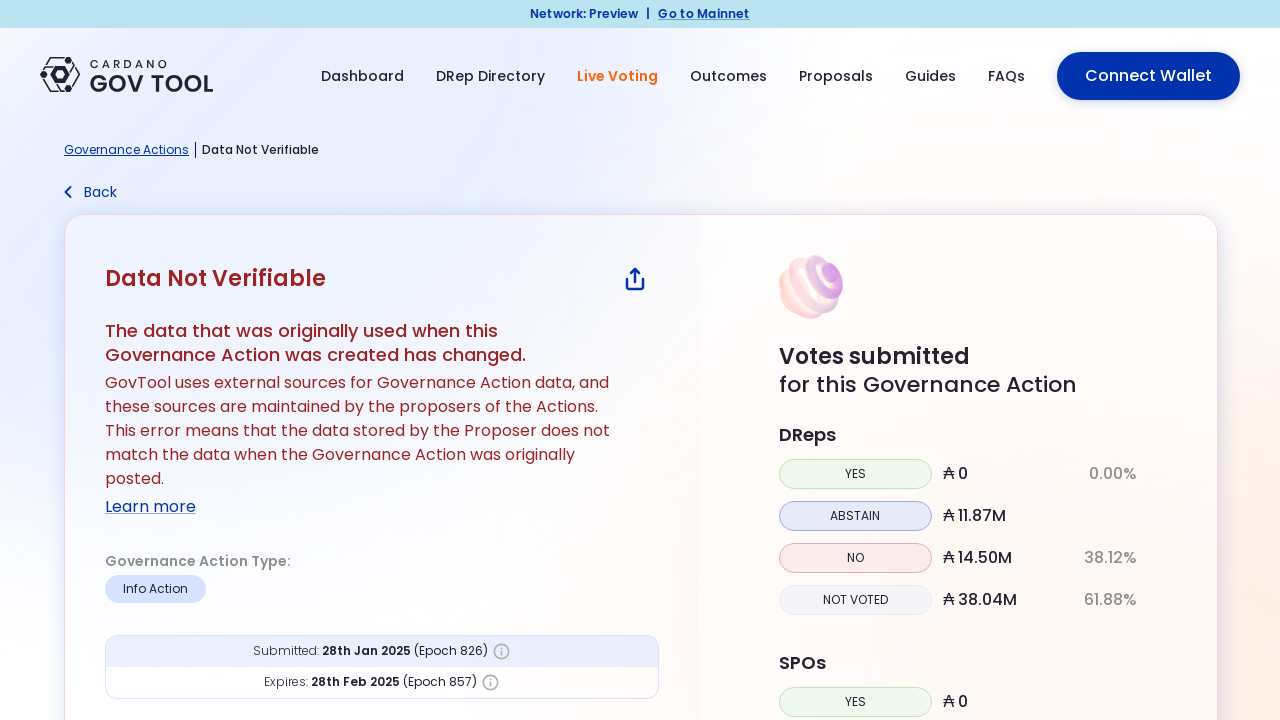 Network: Preview | Go to Mainnet
CARDANO
GOV TOOL
Dashboard
DRep Directory
Live Voting
Outcomes
Proposals
Guides
FAQs
Connect Wallet
Governance Actions | Data Not Verifiable
Back
Data Not Verifiable
The data that was originally used when this
Governance Action was created has changed.
GovTool uses external sources for Governance Action data, and
these sources are maintained by the proposers of the Actions.
This error means that the data stored by the Proposer does not
match the data when the Governance Action was originally
posted.
Learn more
Governance Action Type:
Info Action
Submitted: 28th Jan 2025 (Epoch 826)
Expires: 28th Feb 2025 (Epoch 857)
Votes submitted
for this Governance Action
DReps
YES ₳ 0 0.00%
ABSTAIN ₳ 11.87M
NO ₳ 14.50M 38.12%
NOT VOTED ₳ 38.04M 61.88%
SPOs
YES ₳ 0